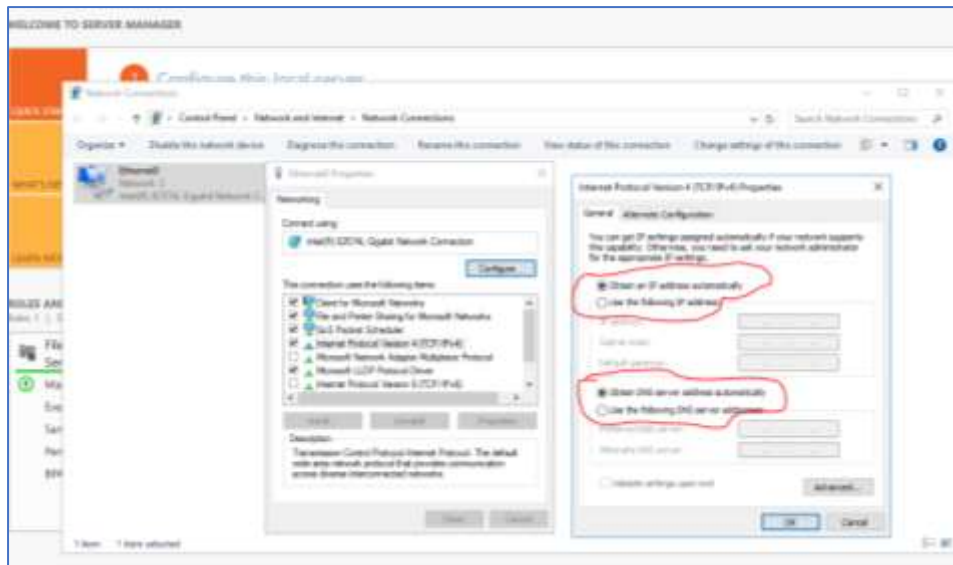 WELCOME TO SERVER MANAGER
Configure this local server
Network Connections
Control Panel › Network and Internet › Network Connections
Search Network Connections
Organize Disable this network device Diagnose this connection Rename this connection View status of this connection Change settings of this connection
Networking
Connect using:
Gigabit Network Connection
Configure...
This connection uses the following items:
Client for Microsoft Networks
File and Printer Sharing for Microsoft Networks
QoS Packet Scheduler
Internet Protocol Version 4 (TCP/IPv4)
Microsoft Network Adapter Multiplexor Protocol
Microsoft LLDP Protocol Driver
Internet Protocol Version 6 (TCP/IPv6)
Install... Uninstall Properties
Description
Transmission Control Protocol/Internet Protocol. The default
wide area network protocol that provides communication
across diverse interconnected networks.
Internet Protocol Version 4 (TCP/IPv4) Properties
General Alternate Configuration
You can get IP settings assigned automatically if your network supports
this capability. Otherwise, you need to ask your network administrator
for the appropriate IP settings.
Obtain an IP address automatically
Use the following IP address
IP address:
Subnet mask:
Default gateway:
Obtain DNS server address automatically
Use the following DNS server addresses
Preferred DNS server:
Alternate DNS server:
Validate settings upon exit
Advanced...
OK Cancel
1 item 1 item selected